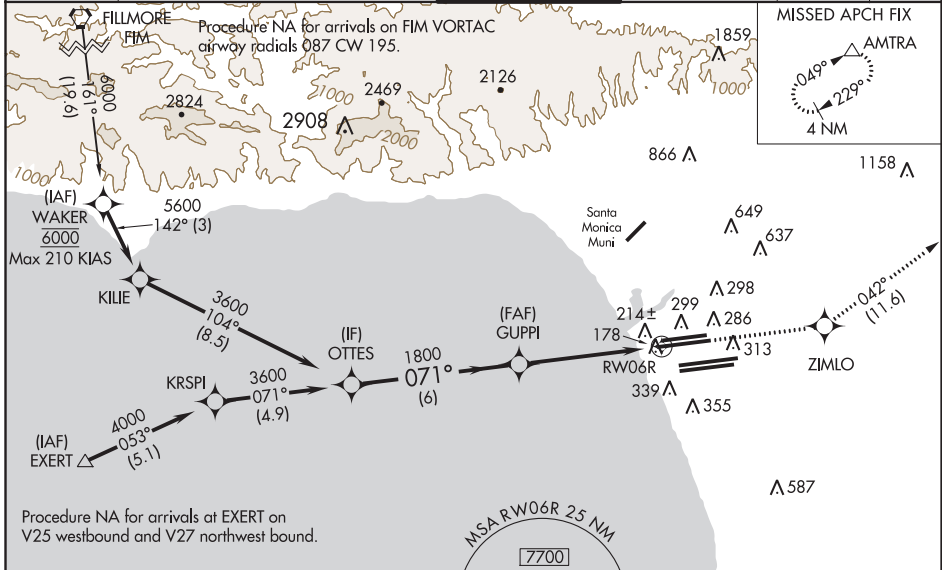 FILLMORE
FIM
Procedure NA for arrivals on FIM VORTAC
airway radials 087 CW 195.
MISSED APCH FIX
AMTRA
049°
229°
4 NM
6000
161°
(19.6)
1859
1000
2824
1000
2469
2126
2908
2000
1000
866
1158
(IAF)
WAKER
6000
Max 210 KIAS
5600
142° (3)
KILIE
Santa
Monica
Muni
649
637
298
042°
(11.6)
3600
104°
(8.5)
(IF)
OTTES
(FAF)
GUPPI
214±
299
286
178
313
RW06R
ZIMLO
1800
071°
(6)
KRSPI
3600
071°
(4.9)
339
355
(IAF)
EXERT
4000
053°
(5.1)
587
Procedure NA for arrivals at EXERT on
V25 westbound and V27 northwest bound.
MSA RW06R 25 NM
7700